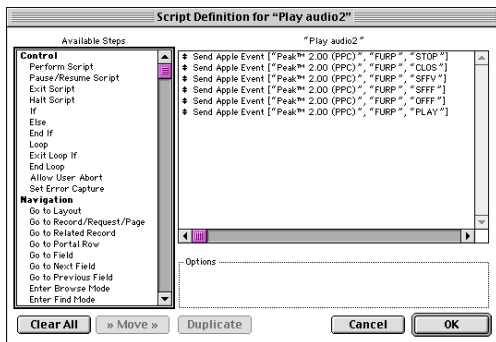 Script Definition for “Play audio2”
Available Steps
Control
Perform Script
Pause/Resume Script
Exit Script
Halt Script
If
Else
End If
Loop
Exit Loop If
End Loop
Allow User Abort
Set Error Capture
Navigation
Go to Layout
Go to Record/Request/Page
Go to Related Record
Go to Portal Row
Go to Field
Go to Next Field
Go to Previous Field
Enter Browse Mode
Enter Find Mode
“Play audio2”
Send Apple Event [“Peak™ 2.00 (PPC)”, “FURP”, “STOP”]
Send Apple Event [“Peak™ 2.00 (PPC)”, “FURP”, “CLOS”]
Send Apple Event [“Peak™ 2.00 (PPC)”, “FURP”, “SFFV”]
Send Apple Event [“Peak™ 2.00 (PPC)”, “FURP”, “SFFF”]
Send Apple Event [“Peak™ 2.00 (PPC)”, “FURP”, “OFFF”]
Send Apple Event [“Peak™ 2.00 (PPC)”, “FURP”, “PLAY”]
Options
Clear All
» Move »
Duplicate
Cancel
OK